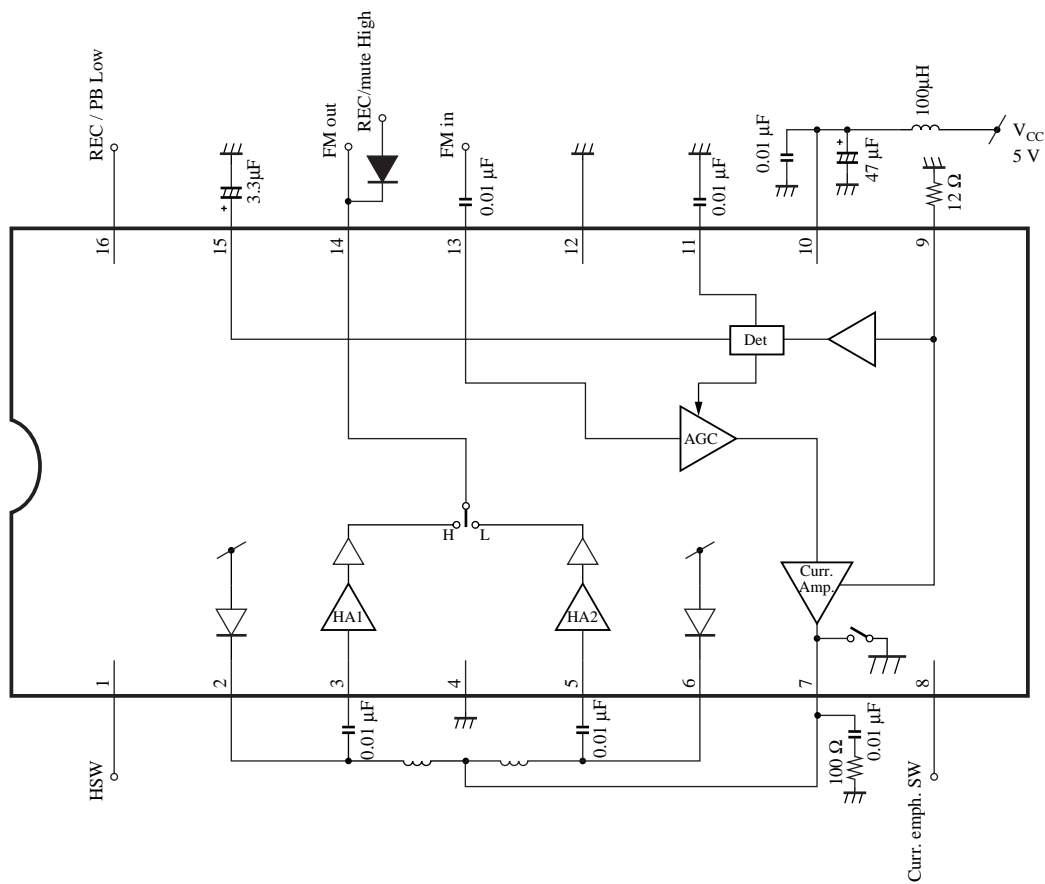 REC / PB Low
3.3μF
FM out
REC/mute High
FM in
0.01 μF
0.01 μF
0.01 μF
47 μF
100μH
V_CC
5 V
12 Ω
16
15
14
13
12
11
10
9
Det
AGC
H
L
HA1
HA2
Curr.
Amp.
1
2
3
4
5
6
7
8
HSW
0.01 μF
0.01 μF
100 Ω
0.01 μF
Curr. emph. SW